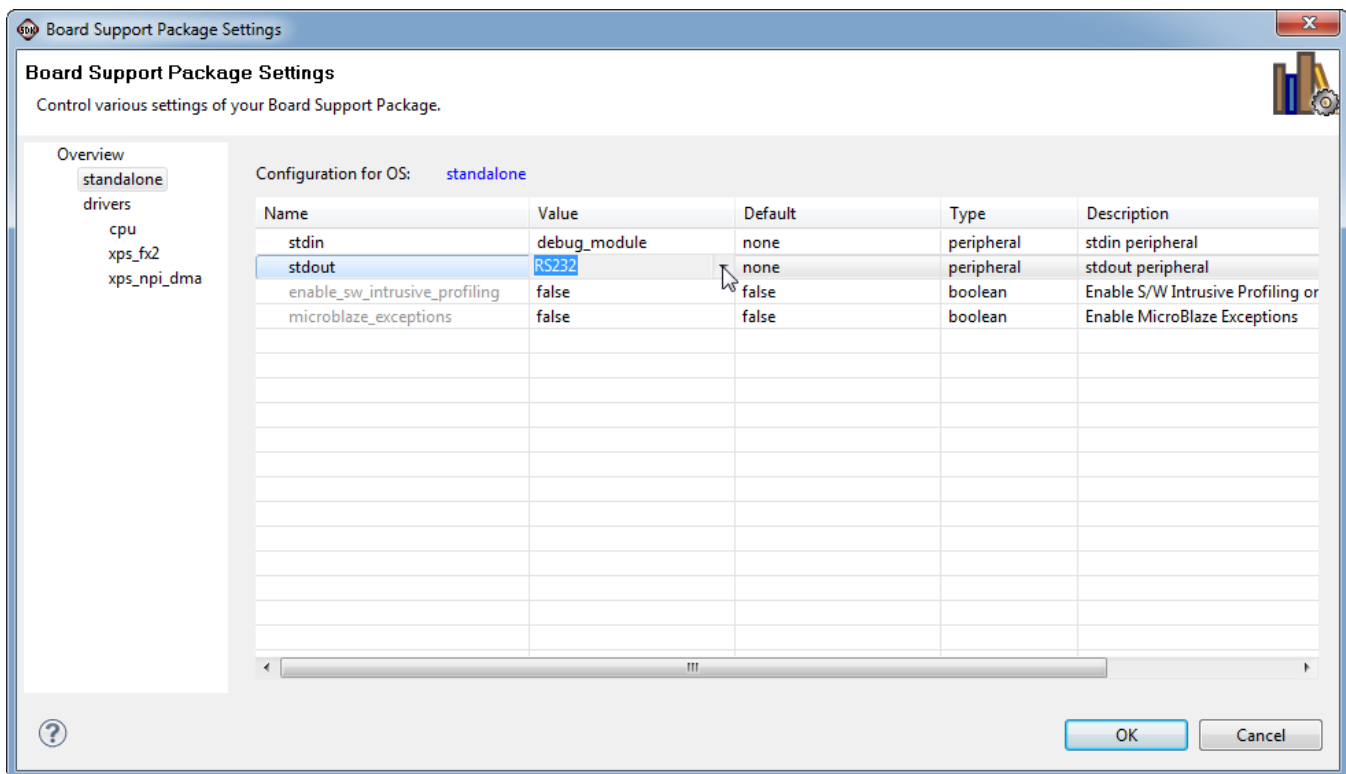 SDK Board Support Package Settings
Board Support Package Settings
Control various settings of your Board Support Package.
Overview
standalone
drivers
cpu
xps_fx2
xps_npi_dma
Configuration for OS: standalone
Name Value Default Type Description
stdin debug_module none peripheral stdin peripheral
stdout RS232 none peripheral stdout peripheral
enable_sw_intrusive_profiling false false boolean Enable S/W Intrusive Profiling or
microblaze_exceptions false false boolean Enable MicroBlaze Exceptions
?
OK Cancel